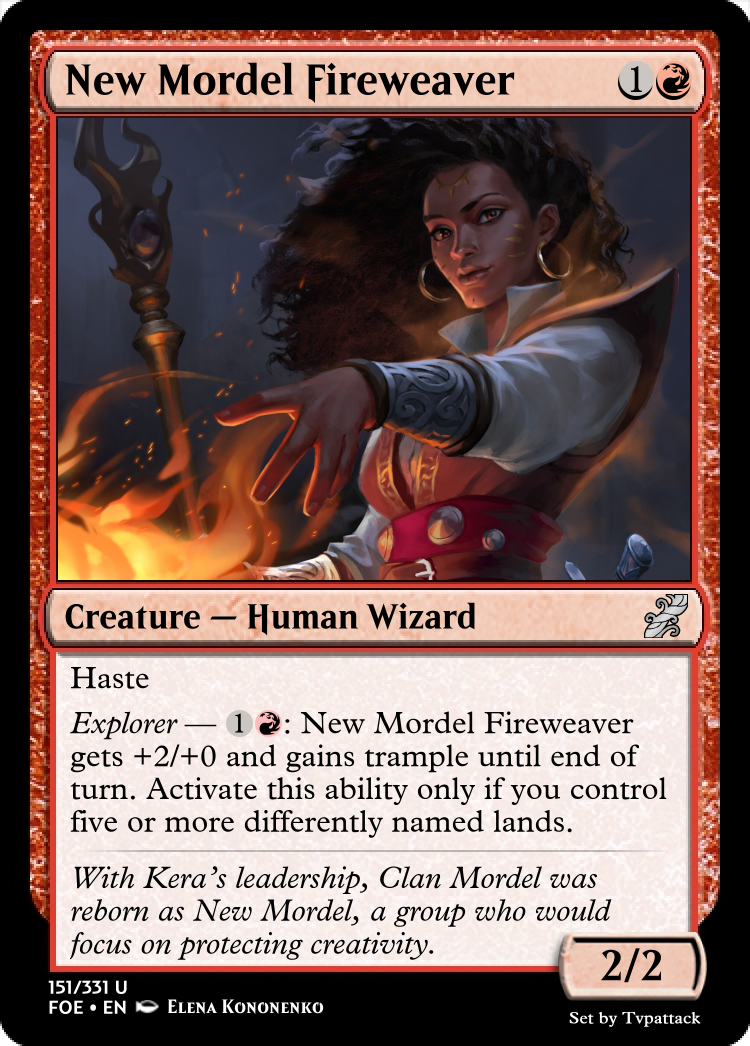 New Mordel Fireweaver 1
Creature — Human Wizard
Haste
Explorer — 1 : New Mordel Fireweaver
gets +2/+0 and gains trample until end of
turn. Activate this ability only if you control
five or more differently named lands.
With Kera's leadership, Clan Mordel was
reborn as New Mordel, a group who would
focus on protecting creativity.
2/2
151/331 U
FOE • EN Elena Kononenko
Set by Tvpattack